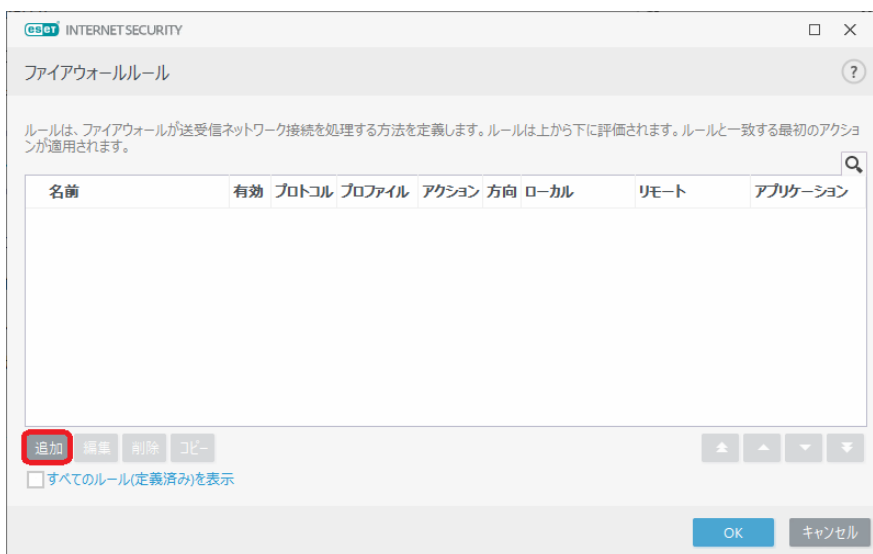 eset INTERNET SECURITY
ファイアウォールルール
?
ルールは、ファイアウォールが送受信ネットワーク接続を処理する方法を定義します。ルールは上から下に評価されます。ルールと一致する最初のアクショ
ンが適用されます。
名前 有効 プロトコル プロファイル アクション 方向 ローカル リモート アプリケーション
追加 編集 削除 コピー
すべてのルール(定義済み)を表示
OK キャンセル